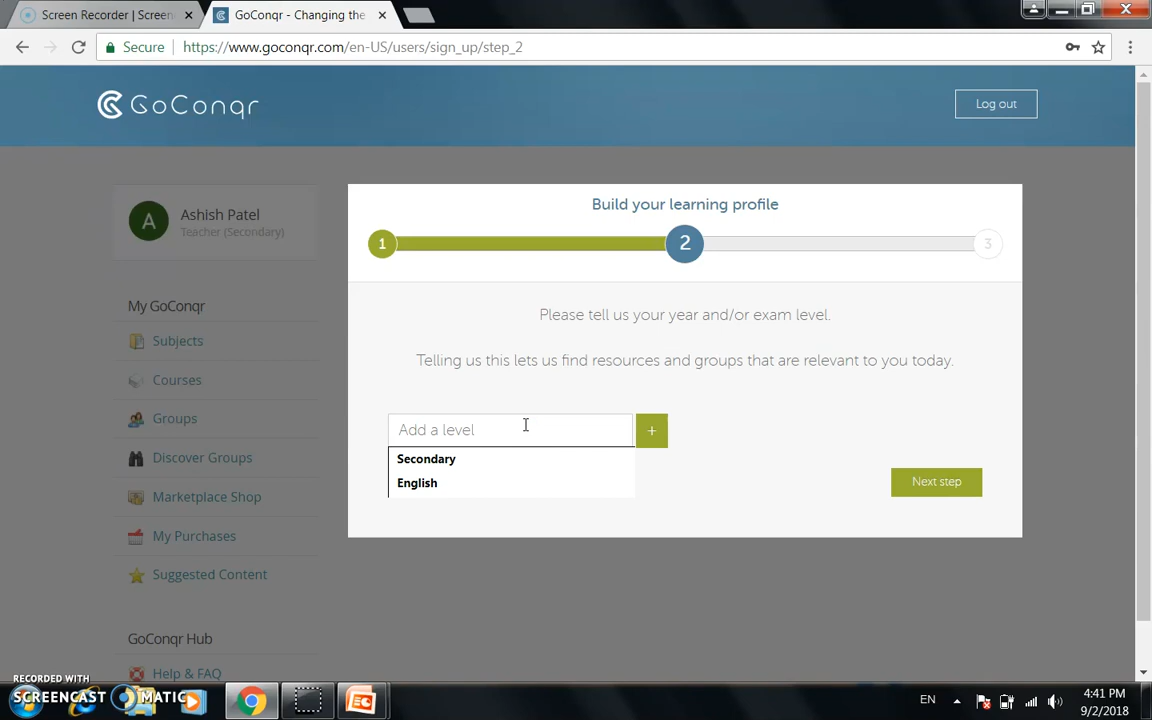 Screen Recorder | Screen
GoConqr - Changing the
Secure
https://www.goconqr.com/en-US/users/sign_up/step_2
GoConqr
Log out
A
Ashish Patel
Teacher (Secondary)
My GoConqr
Subjects
Courses
Groups
Discover Groups
Marketplace Shop
My Purchases
Suggested Content
GoConqr Hub
Help & FAQ
Build your learning profile
1
2
3
Please tell us your year and/or exam level.
Telling us this lets us find resources and groups that are relevant to you today.
Add a level
+
Secondary
English
Next step
RECORDED WITH
SCREENCAST MATIC
EN
4:41 PM
9/2/2018